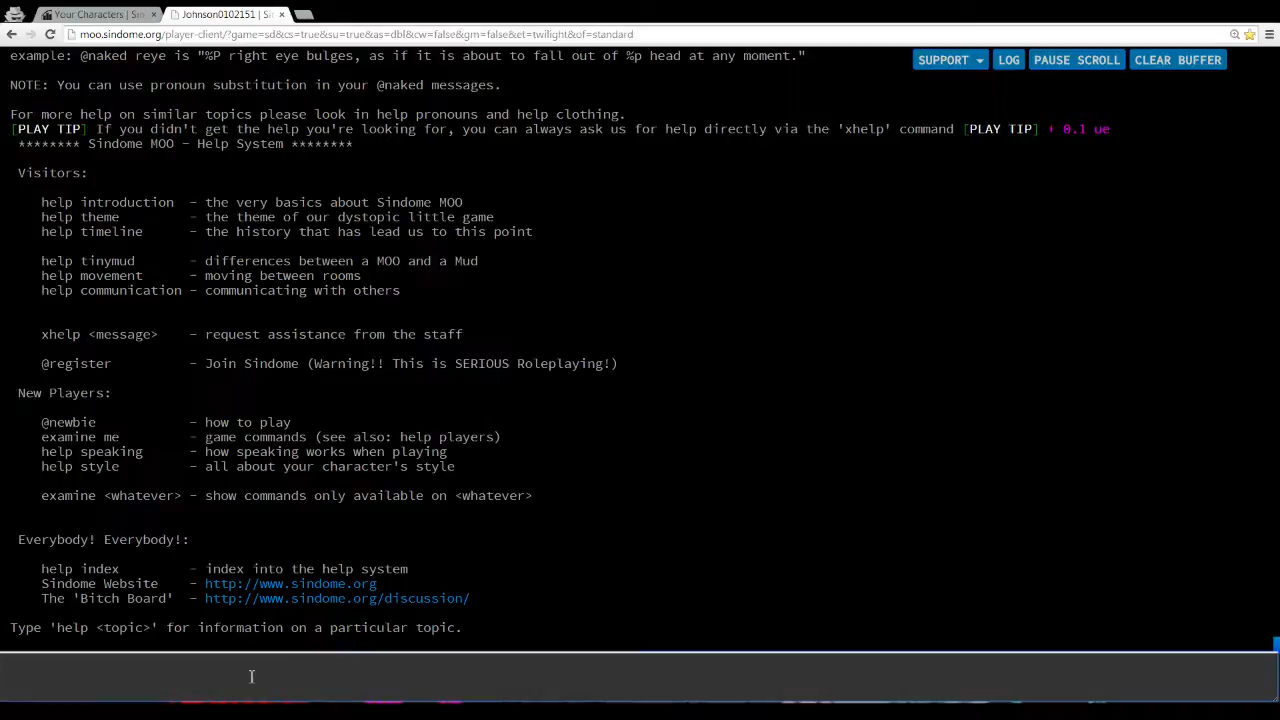 Your Characters | Sin
Johnson0102151 | Sin
moo.sindome.org/player-client/?game=sd&cs=true&su=true&as=dbl&cw=false&gm=false&et=twilight&of=standard
example: @naked reye is "%P right eye bulges, as if it is about to fall out of %p head at any moment."
SUPPORT LOG PAUSE SCROLL CLEAR BUFFER
NOTE: You can use pronoun substitution in your @naked messages.
For more help on similar topics please look in help pronouns and help clothing.
[PLAY TIP] If you didn't get the help you're looking for, you can always ask us for help directly via the 'xhelp' command [PLAY TIP] + 0.1 ue
******** Sindome MOO - Help System ********
Visitors:
help introduction - the very basics about Sindome MOO
help theme - the theme of our dystopic little game
help timeline - the history that has lead us to this point
help tinymud - differences between a MOO and a Mud
help movement - moving between rooms
help communication - communicating with others
xhelp <message> - request assistance from the staff
@register - Join Sindome (Warning!! This is SERIOUS Roleplaying!)
New Players:
@newbie - how to play
examine me - game commands (see also: help players)
help speaking - how speaking works when playing
help style - all about your character's style
examine <whatever> - show commands only available on <whatever>
Everybody! Everybody!:
help index - index into the help system
Sindome Website - http://www.sindome.org
The 'Bitch Board' - http://www.sindome.org/discussion/
Type 'help <topic>' for information on a particular topic.